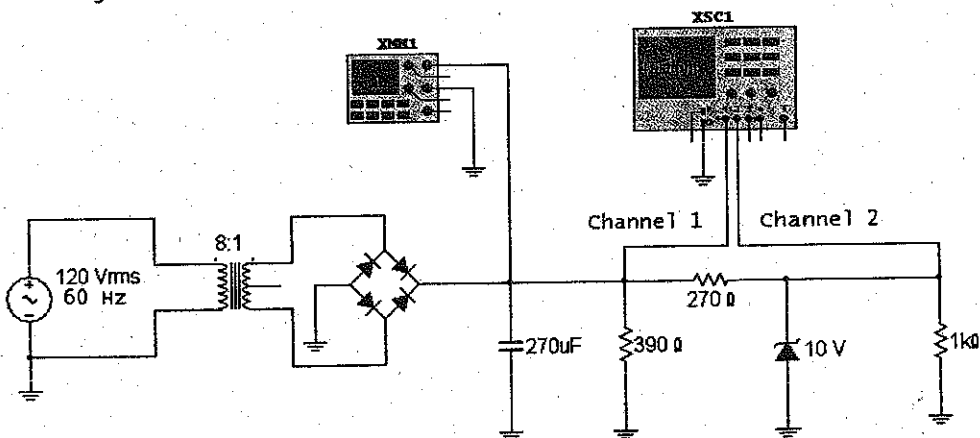 XSC1
XMM1
Channel 1
Channel 2
8:1
120 Vrms
60 Hz
270 Ω
270uF
390 Ω
10 V
1kΩ